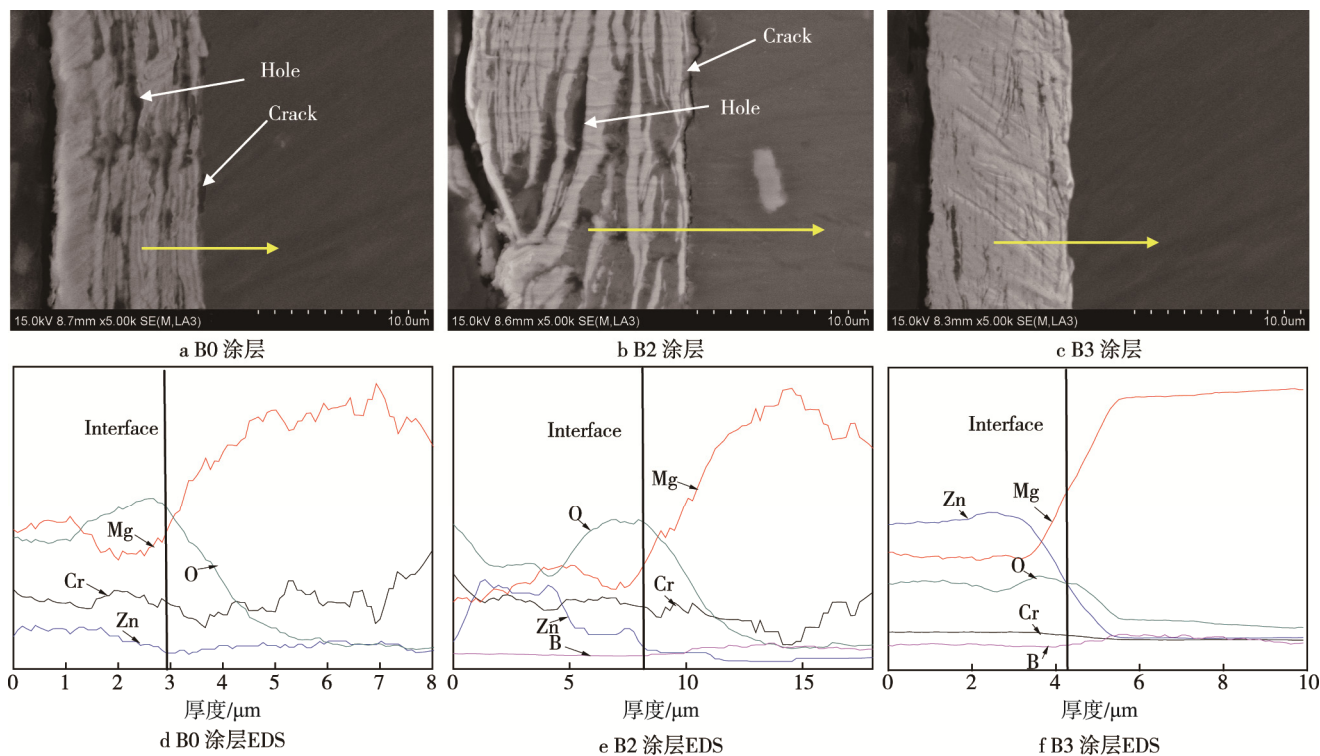 Hole
Crack
15.0kV 8.7mm x5.00k SE(M,LA3) 10.0um
a B0 涂层
Crack
Hole
15.0kV 8.6mm x5.00k SE(M,LA3) 10.0um
b B2 涂层
15.0kV 8.3mm x5.00k SE(M,LA3) 10.0um
c B3 涂层
Interface
Mg
O
Cr
Zn
0 1 2 3 4 5 6 7 8
厚度/μm
d B0 涂层EDS
Interface
Mg
O
Cr
Zn
B
0 5 10 15
厚度/μm
e B2 涂层EDS
Interface
Zn
Mg
O
Cr
B
0 2 4 6 8 10
厚度/μm
f B3 涂层EDS